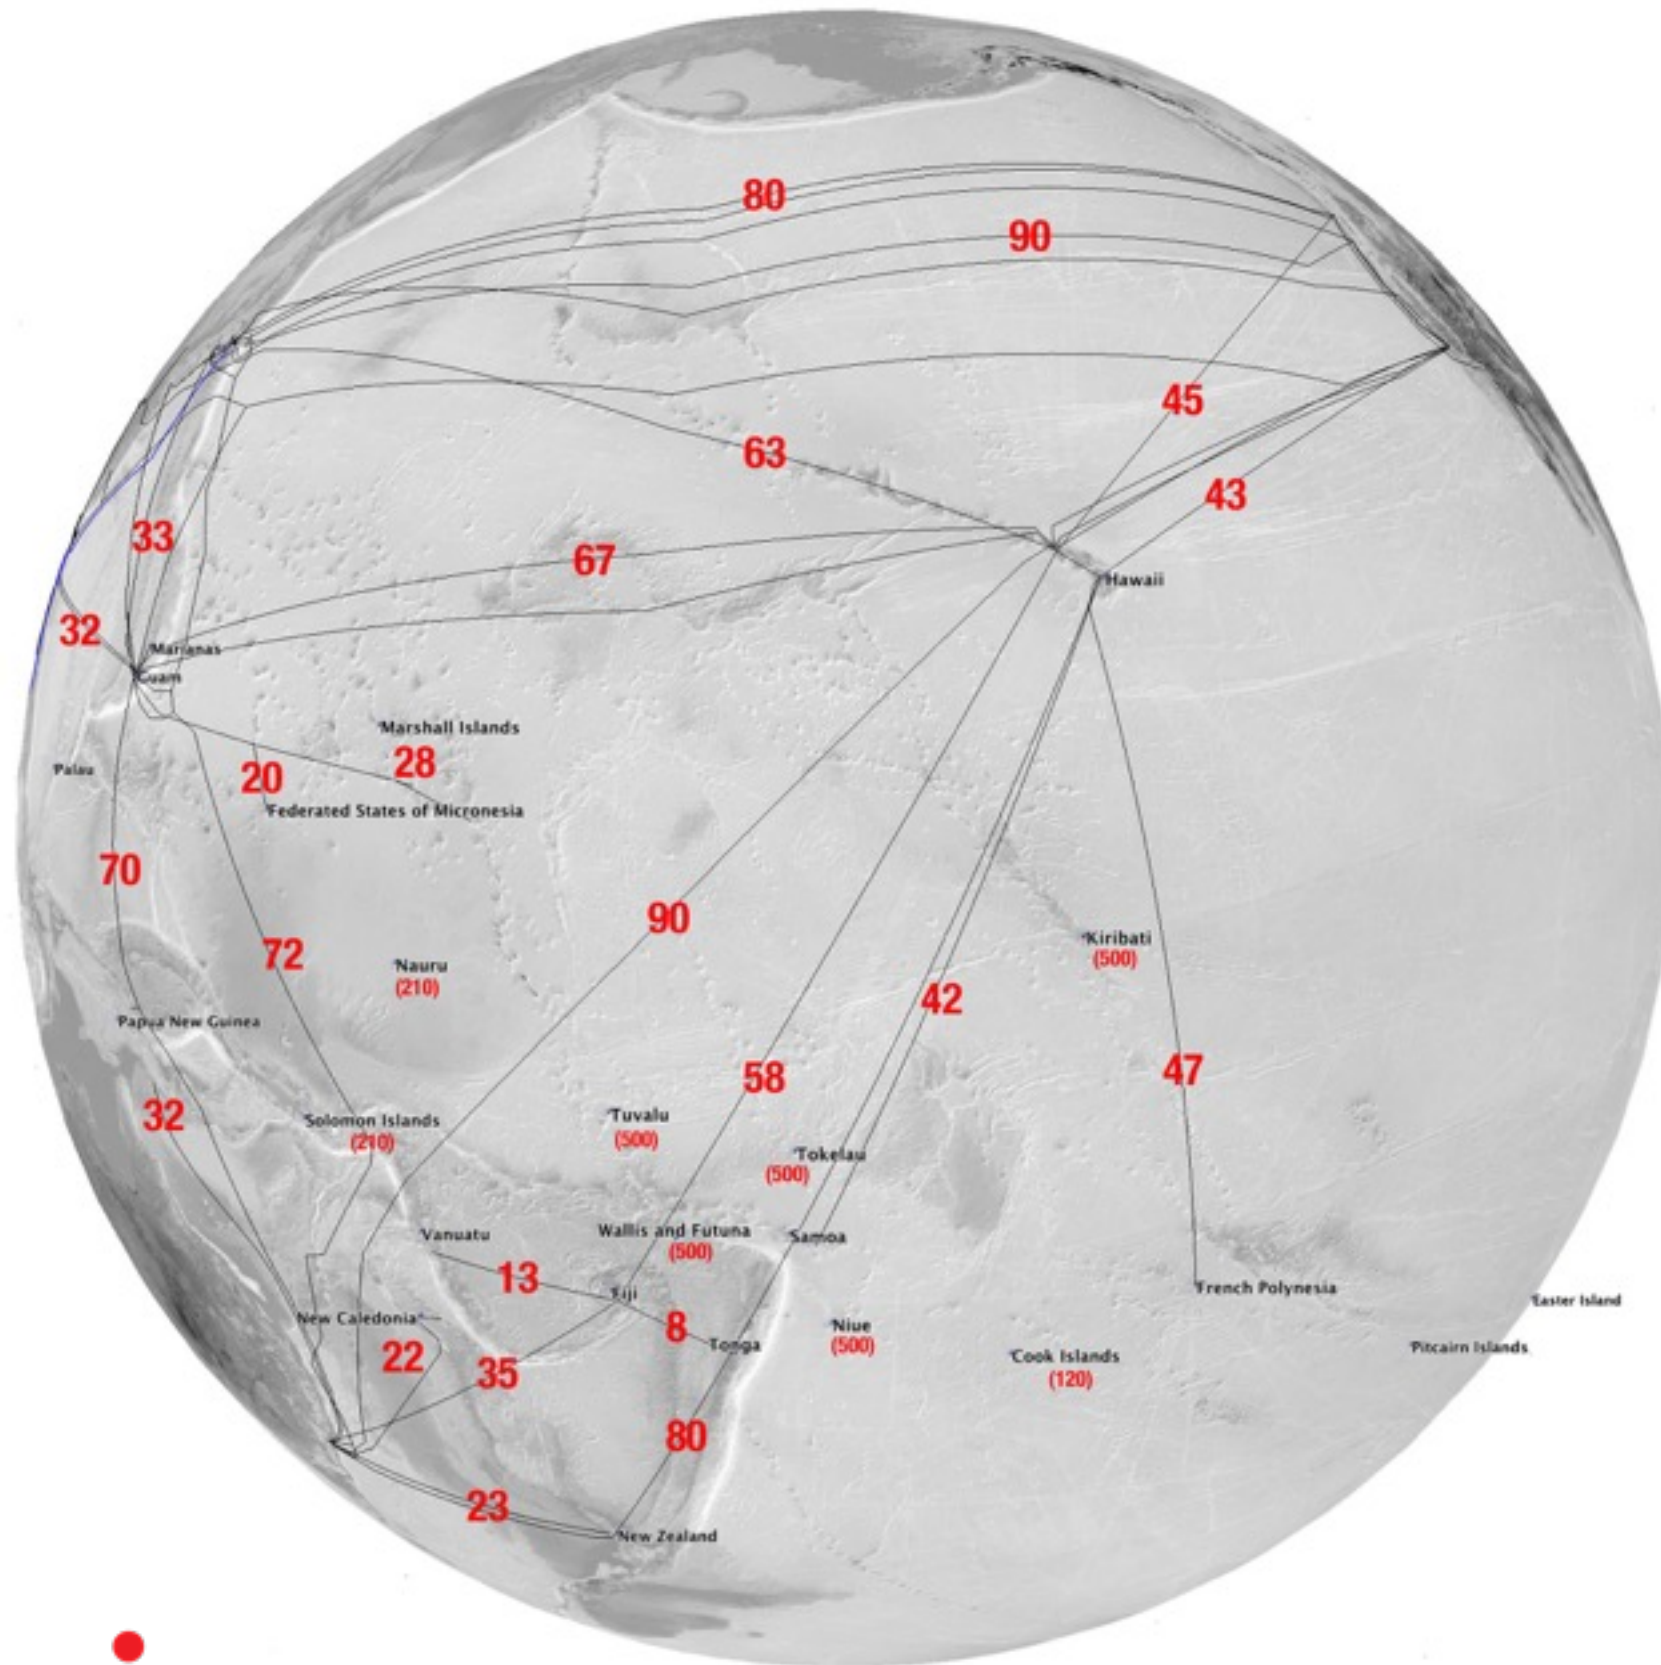 80
90
45
63
43
33
67
Hawaii
32
Marianas
Guam
Marshall Islands
28
Palau
20
Federated States of Micronesia
70
90
Kiribati
(500)
72
Nauru
(210)
42
Papua New Guinea
47
58
32
Solomon Islands
(210)
Tuvalu
(500)
Tokelau
(500)
Vanuatu
Wallis and Futuna
(500)
Samoa
13
Fiji
French Polynesia
Easter Island
New Caledonia
8
Niue
(500)
Tonga
Pitcairn Islands
22
35
Cook Islands
(120)
80
23
New Zealand